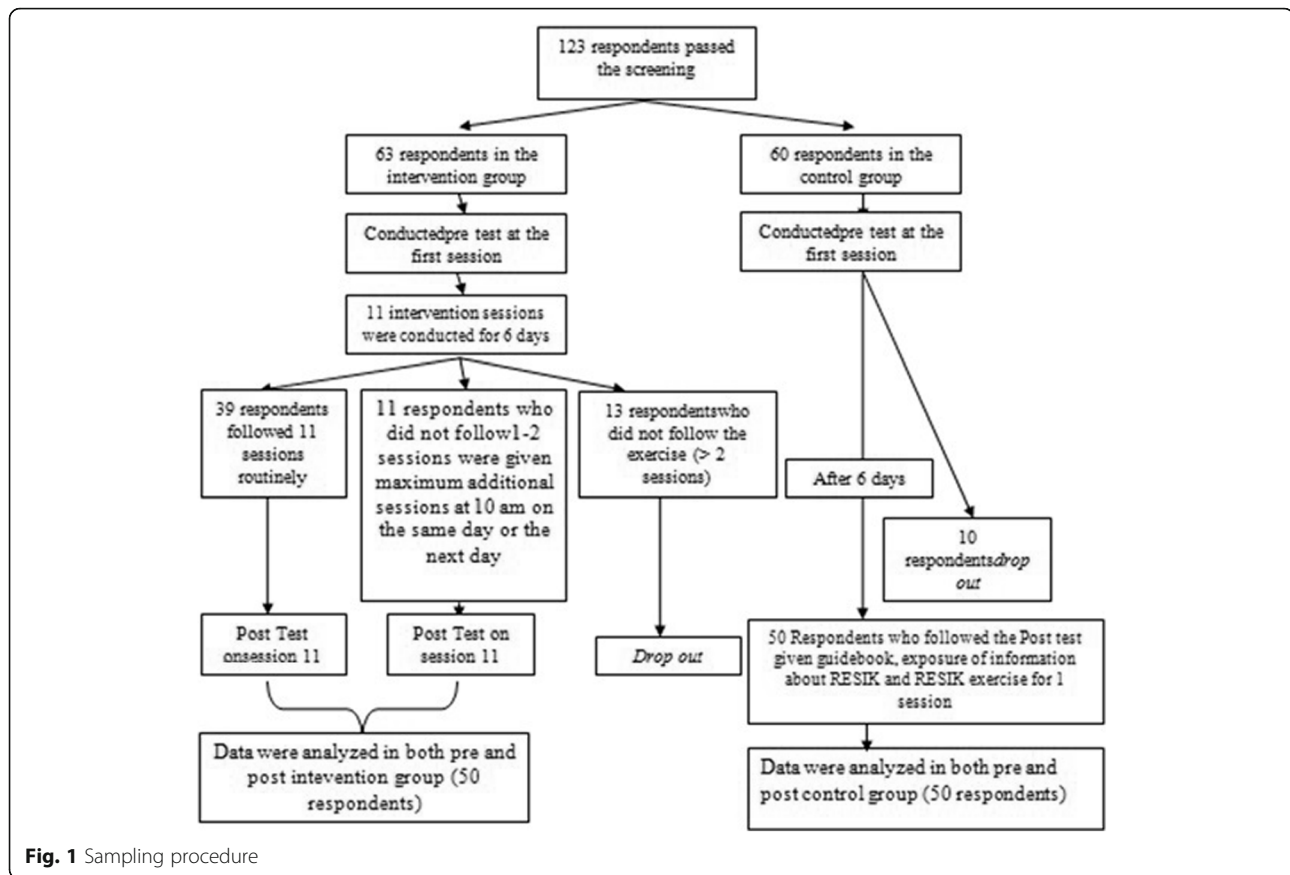 123 respondents passed
the screening
63 respondents in the
intervention group
60 respondents in the
control group
Conductedpre test at the
first session
Conductedpre test at the
first session
11 intervention sessions
were conducted for 6 days
39 respondents
followed 11
sessions
routinely
11 respondents who
did not follow1-2
sessions were given
maximum additional
sessions at 10 am on
the same day or the
next day
13 respondentswho
did not follow the
exercise (> 2
sessions)
After 6 days
10
respondentsdrop
out
Post Test
onsession 11
Post Test on
session 11
Drop out
50 Respondents who followed the Post test
given guidebook, exposure of information
about RESIK and RESIK exercise for 1
session
Data were analyzed in both pre and
post intevention group (50
respondents)
Data were analyzed in both pre and
post control group (50 respondents)
Fig. 1 Sampling procedure